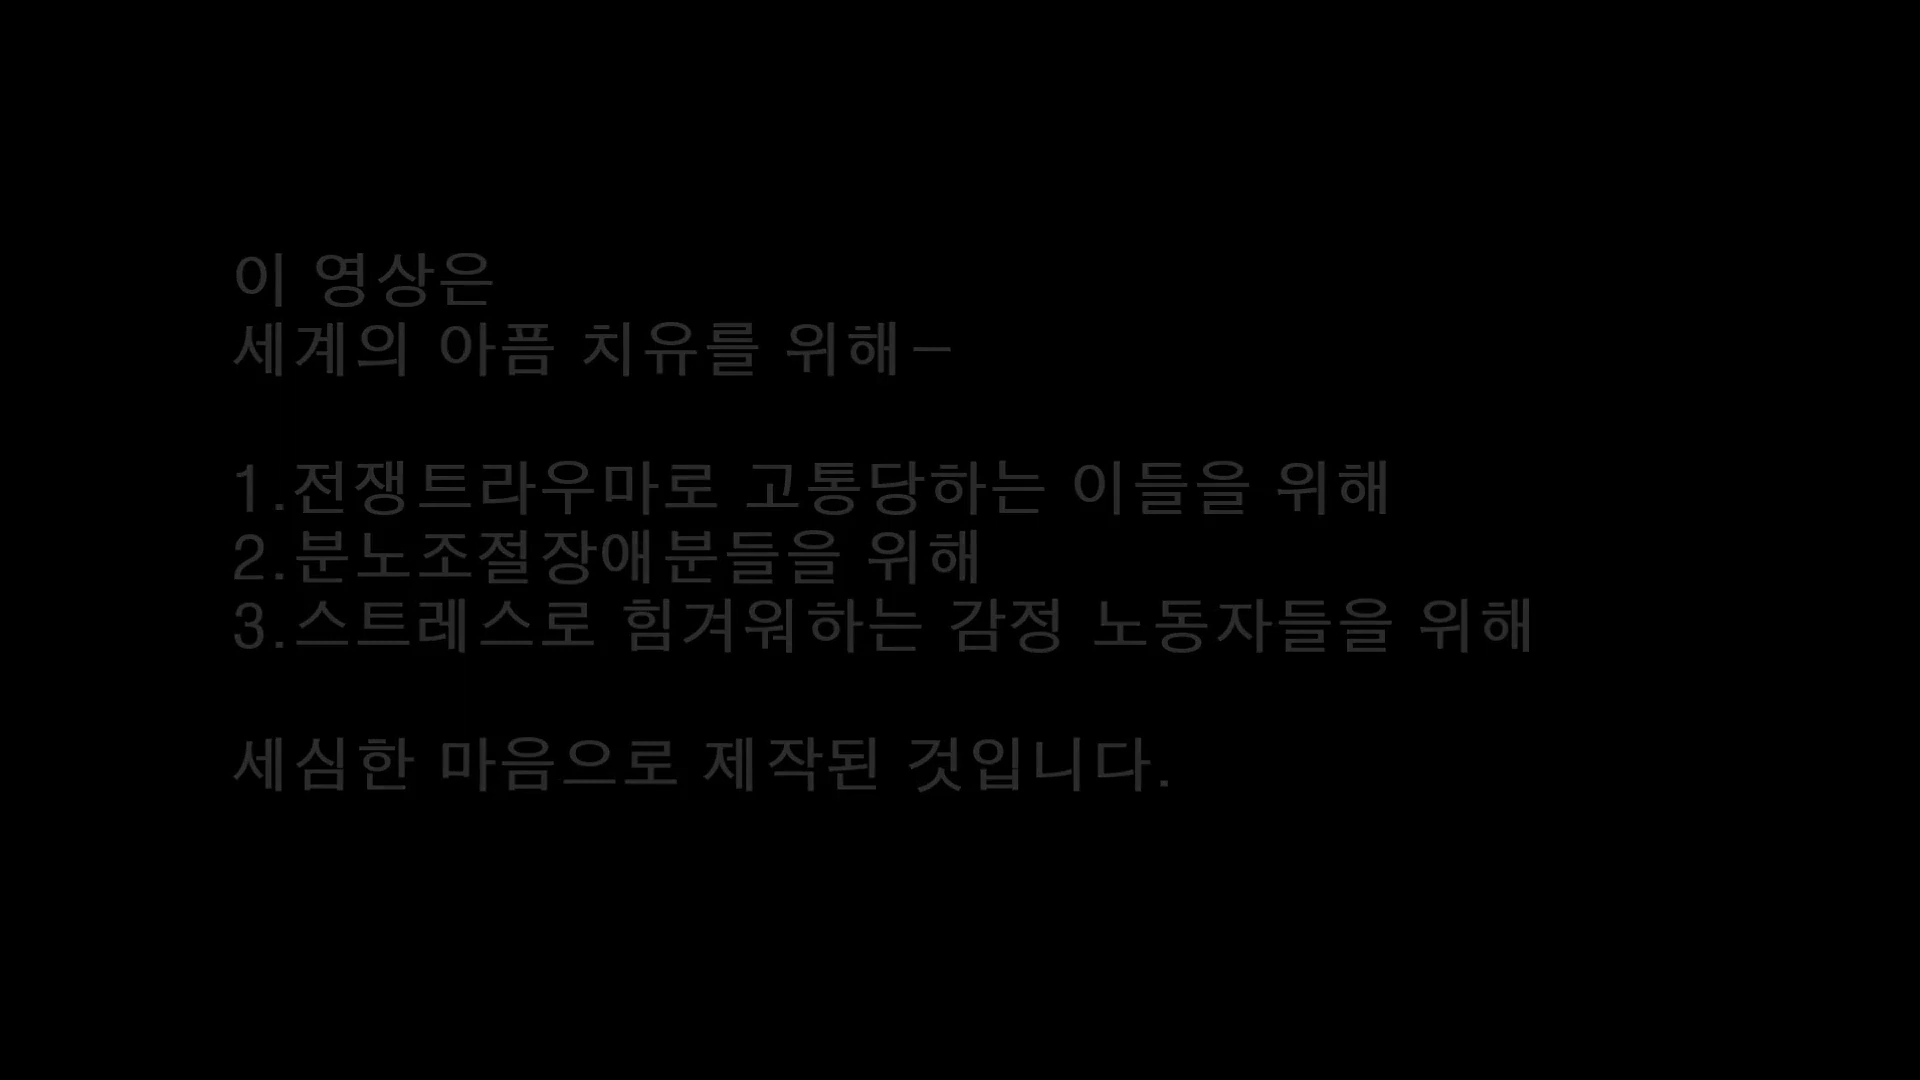 이 영상은
세계의 아픔 치유를 위해-
1.전쟁트라우마로 고통당하는 이들을 위해
2.분노조절장애분들을 위해
3.스트레스로 힘겨워하는 감정 노동자들을 위해
세심한 마음으로 제작된 것입니다.